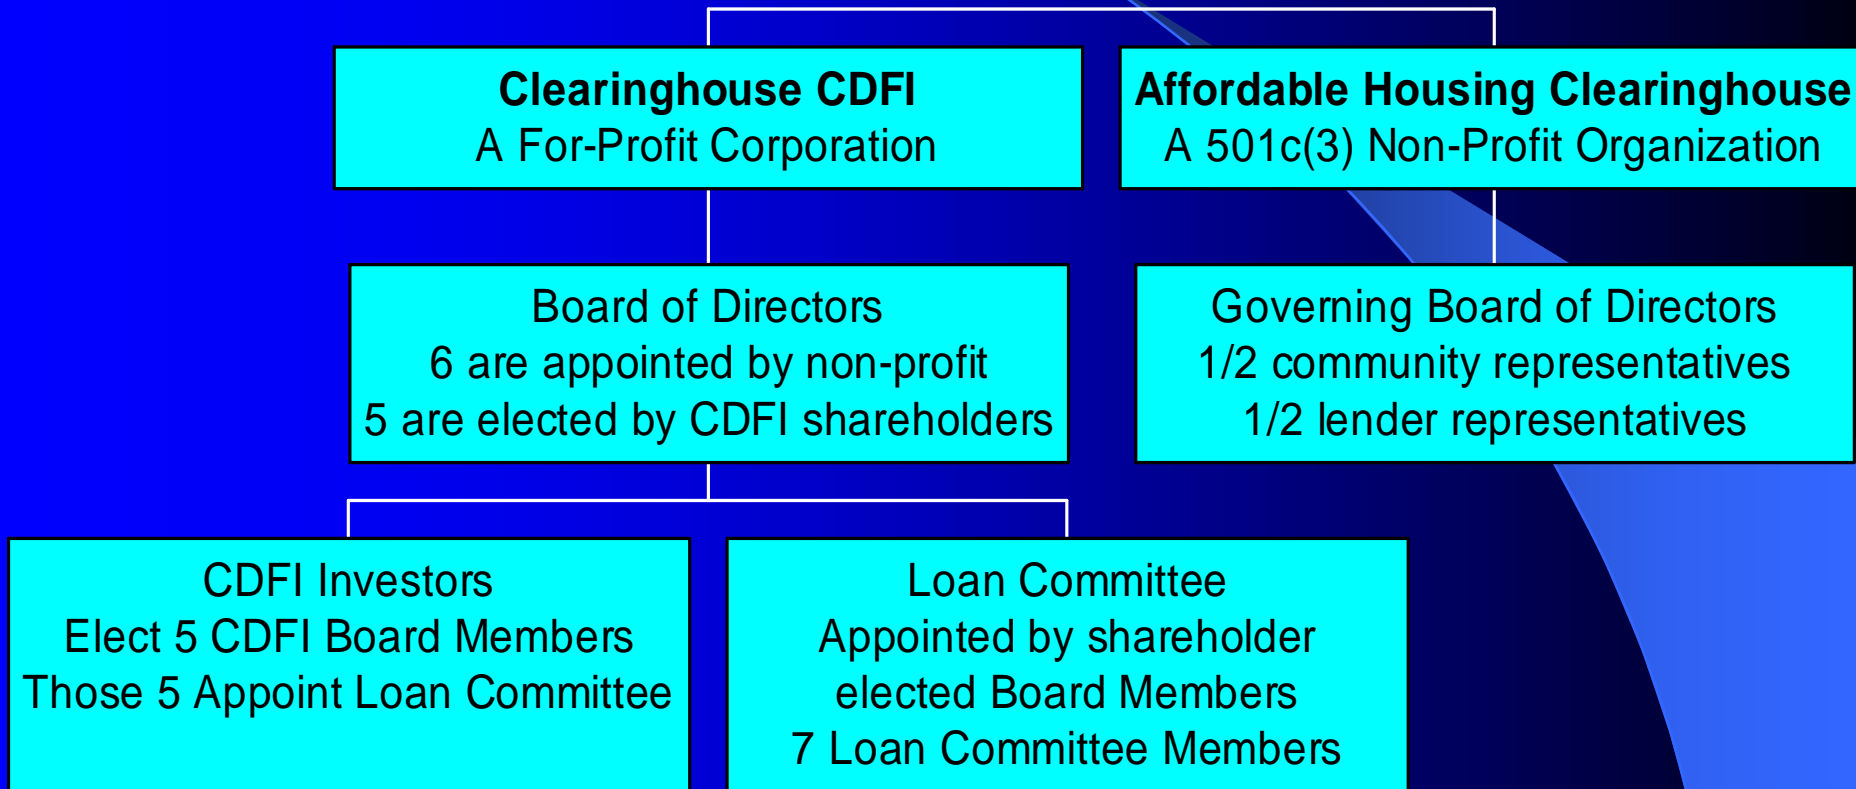 Clearinghouse CDFI
A For-Profit Corporation
Affordable Housing Clearinghouse
A 501c(3) Non-Profit Organization
Board of Directors
6 are appointed by non-profit
5 are elected by CDFI shareholders
Governing Board of Directors
1/2 community representatives
1/2 lender representatives
CDFI Investors
Elect 5 CDFI Board Members
Those 5 Appoint Loan Committee
Loan Committee
Appointed by shareholder
elected Board Members
7 Loan Committee Members